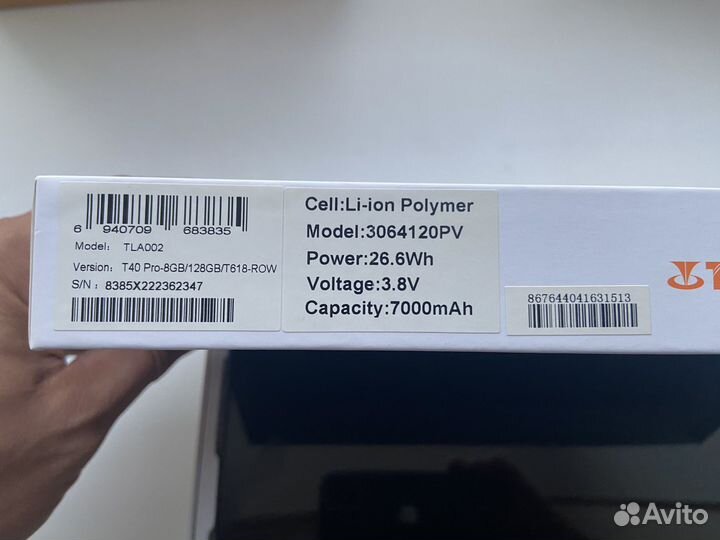 6 940709 683835
Model: TLA002
Version: T40 Pro-8GB/128GB/T618-ROW
S/N: 8385X222362347
Cell:Li-ion Polymer
Model:3064120PV
Power:26.6Wh
Voltage:3.8V
Capacity:7000mAh
867644041631513
T
Avito